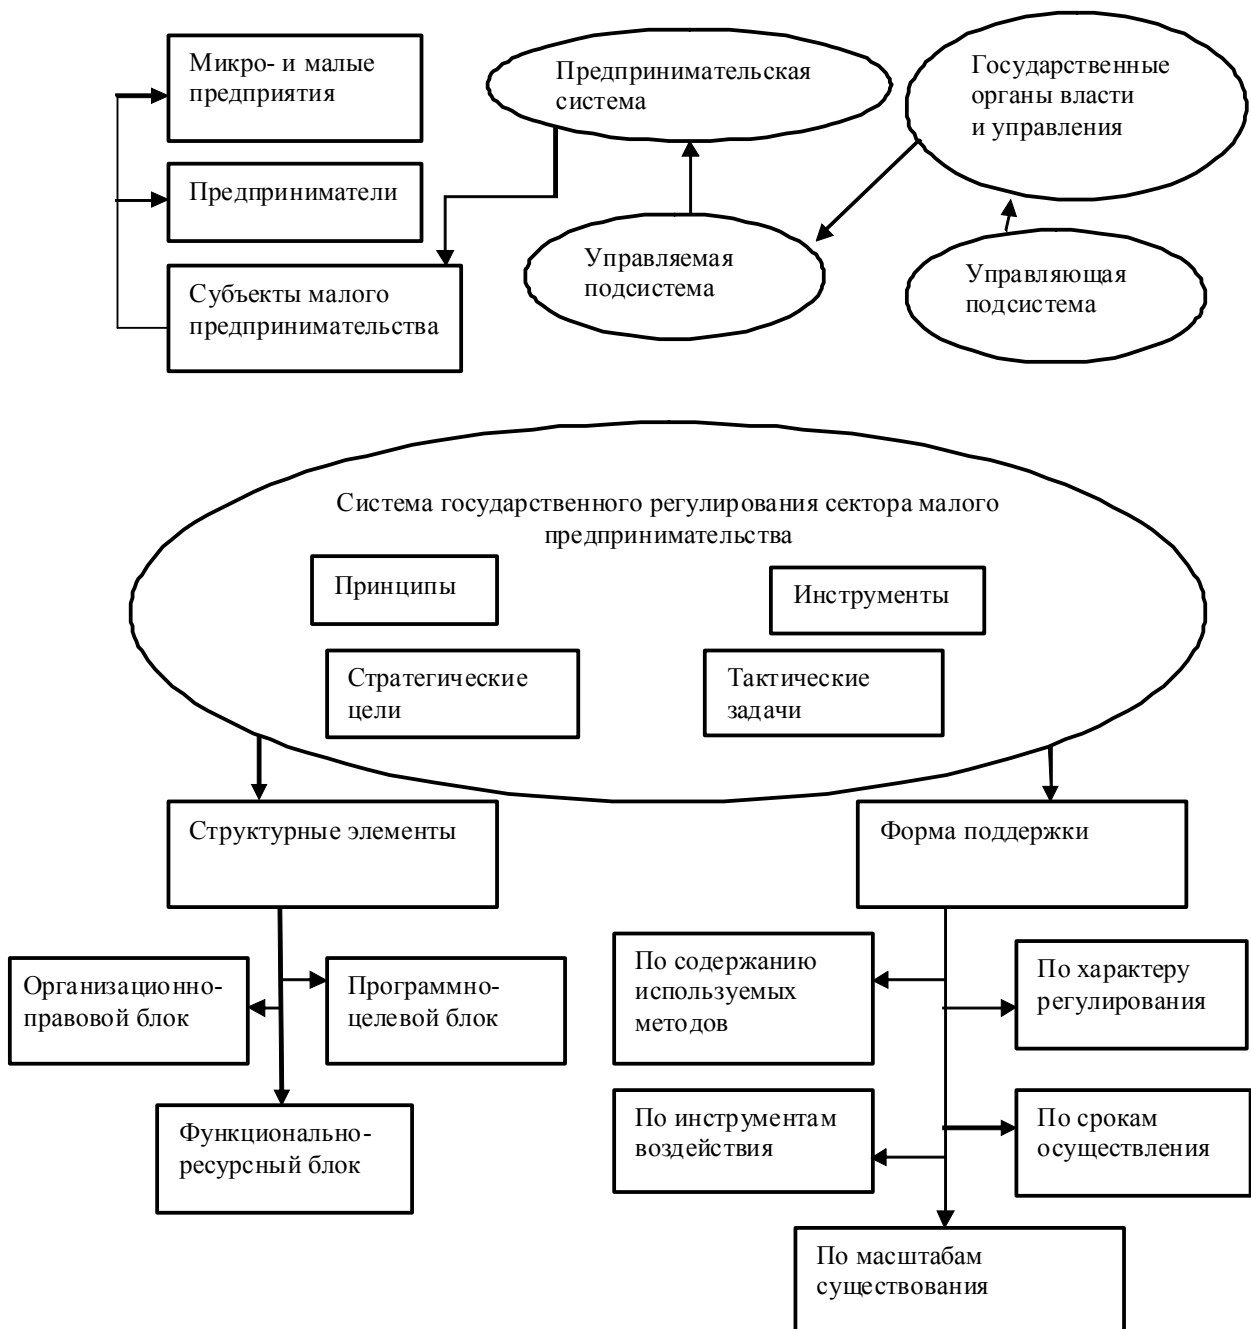 Микро- и малые
предприятия
Предпринимательская
система
Государственные
органы власти
и управления
Предприниматели
Субъекты малого
предпринимательства
Управляемая
подсистема
Управляющая
подсистема
Система государственного регулирования сектора малого
предпринимательства
Принципы
Инструменты
Стратегические
цели
Тактические
задачи
Структурные элементы
Форма поддержки
Организационно-
правовой блок
Программно-
целевой блок
Функционально-
ресурсный блок
По содержанию
используемых
методов
По характеру
регулирования
По инструментам
воздействия
По срокам
осуществления
По масштабам
существования